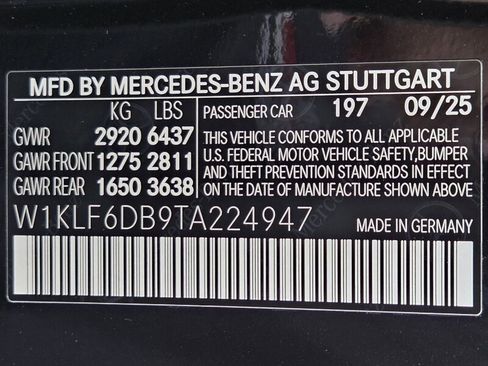 MFD BY MERCEDES-BENZ AG STUTTGART
KG LBS
GWR 2920 6437
GAWR FRONT 1275 2811
GAWR REAR 1650 3638
PASSENGER CAR 197 09/25
THIS VEHICLE CONFORMS TO ALL APPLICABLE
U.S. FEDERAL MOTOR VEHICLE SAFETY,BUMPER
AND THEFT PREVENTION STANDARDS IN EFFECT
ON THE DATE OF MANUFACTURE SHOWN ABOVE
W1KLF6DB9TA224947
MADE IN GERMANY